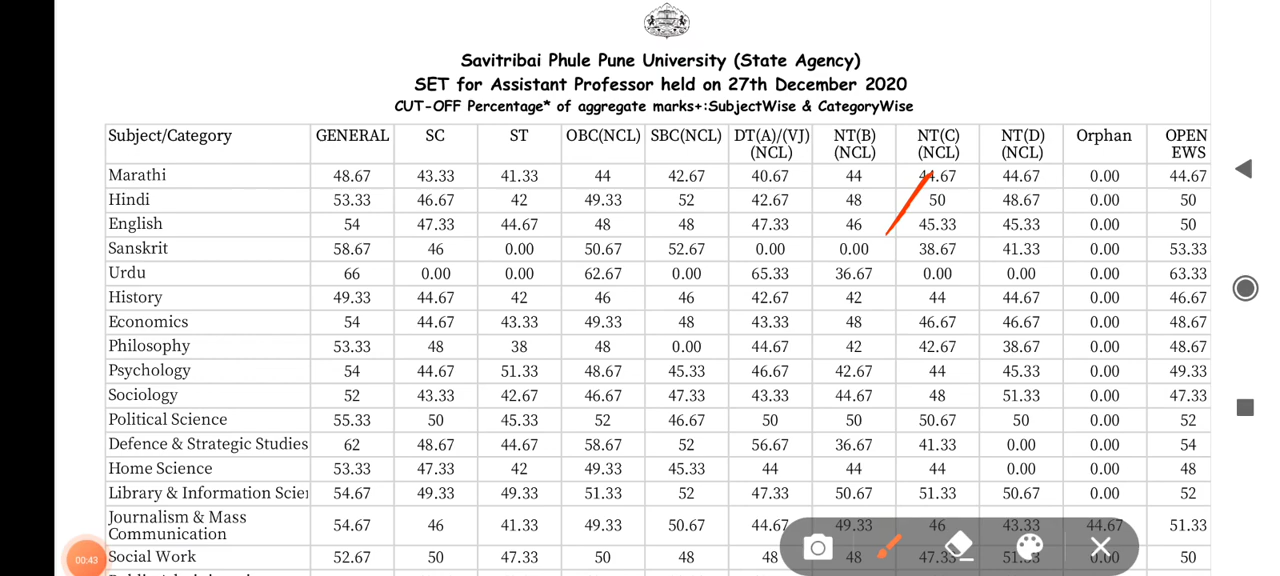 Savitribai Phule Pune University (State Agency)
SET for Assistant Professor held on 27th December 2020
CUT-OFF Percentage* of aggregate marks+:SubjectWise & CategoryWise
Subject/Category GENERAL SC ST OBC(NCL) SBC(NCL) DT(A)/(VJ) (NCL) NT(B) (NCL) NT(C) (NCL) NT(D) (NCL) Orphan OPEN EWS
Marathi 48.67 43.33 41.33 44 42.67 40.67 44 44.67 44.67 0.00 44.67
Hindi 53.33 46.67 42 49.33 52 42.67 48 50 48.67 0.00 50
English 54 47.33 44.67 48 48 47.33 46 45.33 45.33 0.00 50
Sanskrit 58.67 46 0.00 50.67 52.67 0.00 0.00 38.67 41.33 0.00 53.33
Urdu 66 0.00 0.00 62.67 0.00 65.33 36.67 0.00 0.00 0.00 63.33
History 49.33 44.67 42 46 46 42.67 42 44 44.67 0.00 46.67
Economics 54 44.67 43.33 49.33 48 43.33 48 46.67 46.67 0.00 48.67
Philosophy 53.33 48 38 48 0.00 44.67 42 42.67 38.67 0.00 48.67
Psychology 54 44.67 51.33 48.67 45.33 46.67 42.67 44 45.33 0.00 49.33
Sociology 52 43.33 42.67 46.67 47.33 43.33 44.67 48 51.33 0.00 47.33
Political Science 55.33 50 45.33 52 46.67 50 50 50.67 50 0.00 52
Defence & Strategic Studies 62 48.67 44.67 58.67 52 56.67 36.67 41.33 0.00 0.00 54
Home Science 53.33 47.33 42 49.33 45.33 44 44 44 0.00 0.00 48
Library & Information Scie 54.67 49.33 49.33 51.33 52 47.33 50.67 51.33 50.67 0.00 52
Journalism & Mass Communication 54.67 46 41.33 49.33 50.67 44.67 49.33 46 43.33 44.67 51.33
Social Work 52.67 50 47.33 50 48 48 48 47.33 51.33 0.00 50
00:43